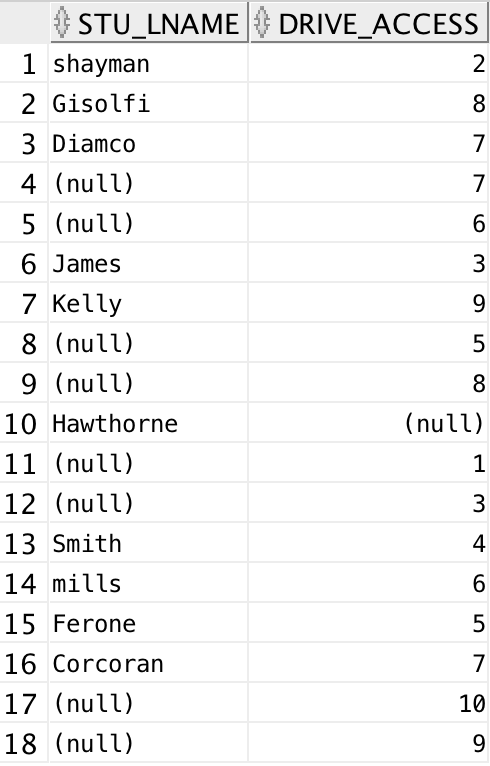 STU_LNAME DRIVE_ACCESS
1 shayman 2
2 Gisolfi 8
3 Diamco 7
4 (null) 7
5 (null) 6
6 James 3
7 Kelly 9
8 (null) 5
9 (null) 8
10 Hawthorne (null)
11 (null) 1
12 (null) 3
13 Smith 4
14 mills 6
15 Ferone 5
16 Corcoran 7
17 (null) 10
18 (null) 9